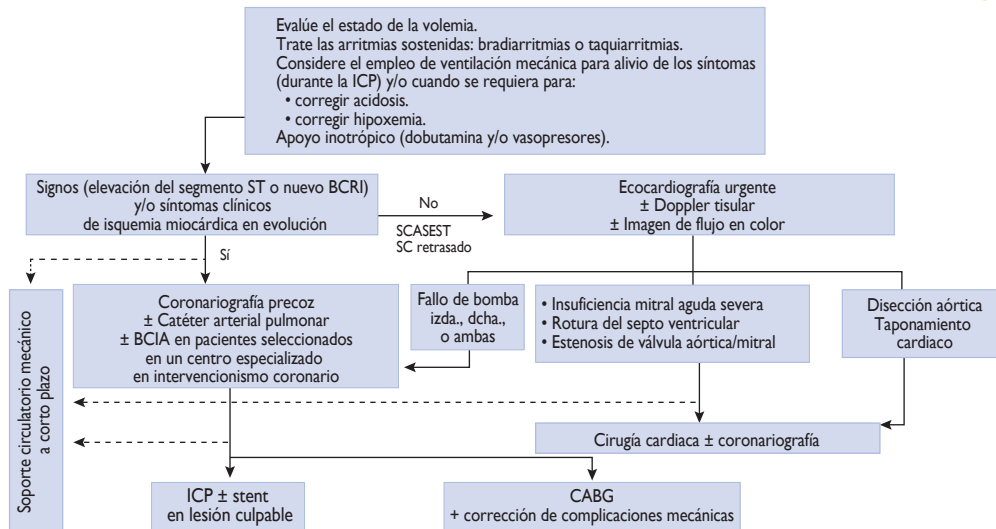 Evalúe el estado de la volemia.
Trate las arritmias sostenidas: bradiarritmias o taquiarritmias.
Considere el empleo de ventilación mecánica para alivio de los síntomas
(durante la ICP) y/o cuando se requiera para:
• corregir acidosis.
• corregir hipoxemia.
Apoyo inotrópico (dobutamina y/o vasopresores).
Signos (elevación del segmento ST o nuevo BCRI)
y/o síntomas clínicos
de isquemia miocárdica en evolución
No
SCASEST
SC retrasado
Ecocardiografía urgente
± Doppler tisular
± Imagen de flujo en color
Sí
Soporte circulatorio mecánico
a corto plazo
Coronariografía precoz
± Catéter arterial pulmonar
± BCIA en pacientes seleccionados
en un centro especializado
en intervencionismo coronario
Fallo de bomba
izda., dcha.,
o ambas
• Insuficiencia mitral aguda severa
• Rotura del septo ventricular
• Estenosis de válvula aórtica/mitral
Disección aórtica
Taponamiento
cardiaco
Cirugía cardiaca ± coronariografía
ICP ± stent
en lesión culpable
CABG
+ corrección de complicaciones mecánicas